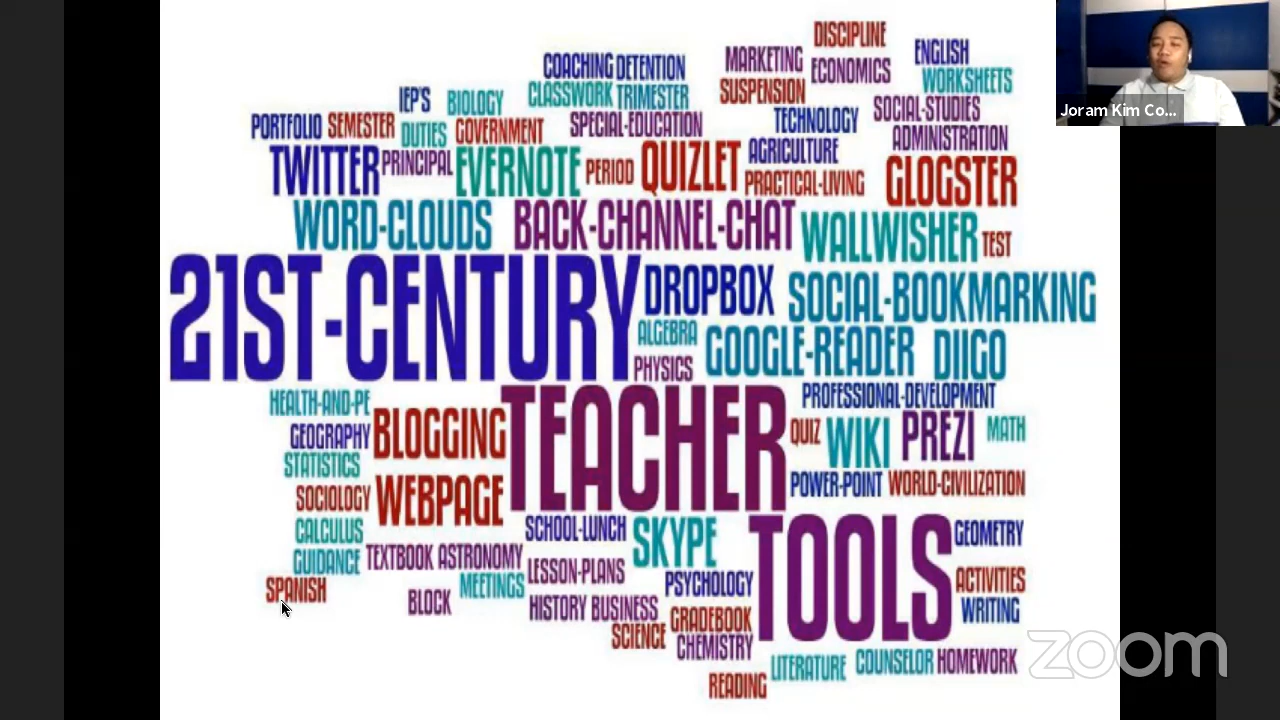 DISCIPLINE
MARKETING ENGLISH
COACHING DETENTION ECONOMICS
WORKSHEETS
IEP'S BIOLOGY CLASSWORK TRIMESTER SUSPENSION
SOCIAL-STUDIES
Joram Kim Co...
PORTFOLIO SEMESTER DUTIES GOVERNMENT SPECIAL-EDUCATION TECHNOLOGY
ADMINISTRATION
TWITTER PRINCIPAL EVERNOTE PERIOD QUIZLET AGRICULTURE
PRACTICAL-LIVING GLOGSTER
WORD-CLOUDS BACK-CHANNEL-CHAT WALLWISHER TEST
21ST-CENTURY DROPBOX SOCIAL-BOOKMARKING
ALGEBRA GOOGLE-READER DIIGO
PHYSICS
HEALTH-AND-PE TEACHER PROFESSIONAL-DEVELOPMENT
GEOGRAPHY BLOGGING QUIZ WIKI PREZI MATH
STATISTICS
SOCIOLOGY WEBPAGE POWER-POINT WORLD-CIVILIZATION
CALCULUS SCHOOL-LUNCH SKYPE TOOLS GEOMETRY
GUIDANCE TEXTBOOK ASTRONOMY
SPANISH MEETINGS LESSON-PLANS PSYCHOLOGY ACTIVITIES
BLOCK HISTORY BUSINESS GRADEBOOK WRITING
SCIENCE CHEMISTRY
LITERATURE COUNSELOR HOMEWORK
READING
zoom